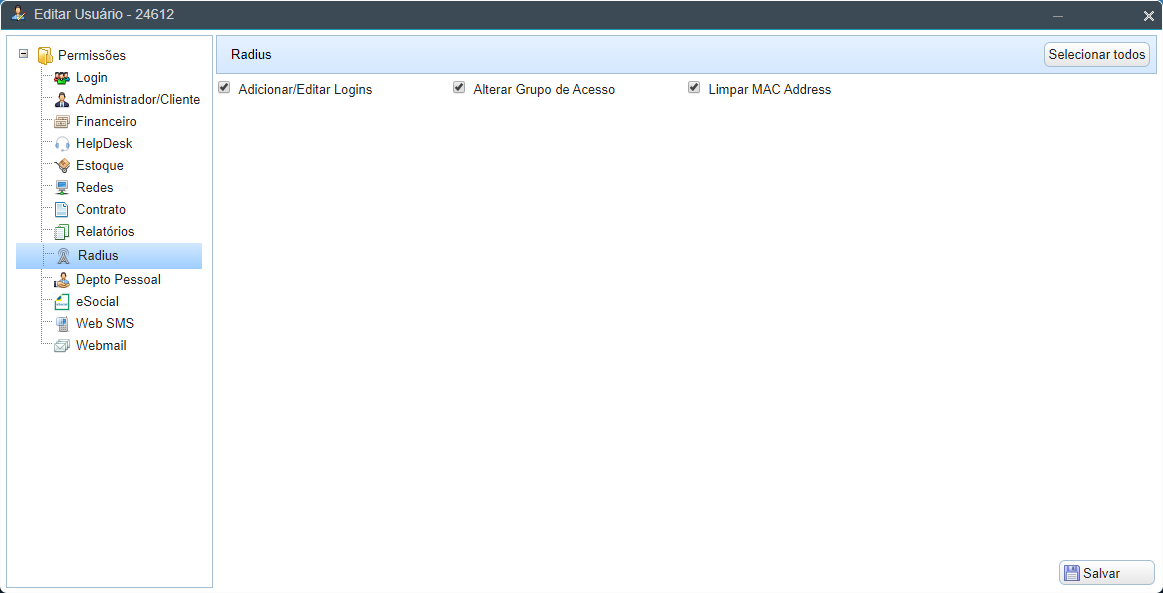 Editar Usuário - 24612
Permissões
Login
Administrador/Cliente
Financeiro
HelpDesk
Estoque
Redes
Contrato
Relatórios
Radius
Depto Pessoal
eSocial
Web SMS
Webmail
Radius
Selecionar todos
Adicionar/Editar Logins
Alterar Grupo de Acesso
Limpar MAC Address
Salvar